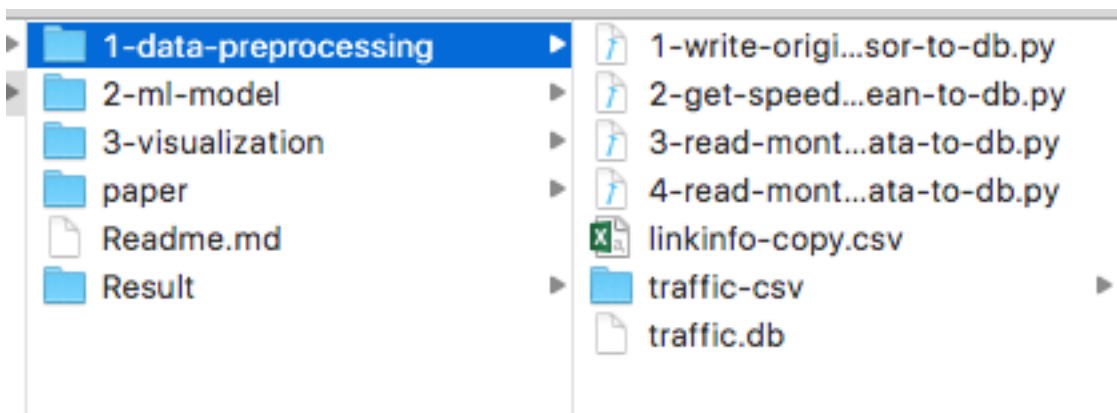 1-data-preprocessing
2-ml-model
3-visualization
paper
Readme.md
Result
1-write-origi...sor-to-db.py
2-get-speed...ean-to-db.py
3-read-mont...ata-to-db.py
4-read-mont...ata-to-db.py
linkinfo-copy.csv
traffic-csv
traffic.db